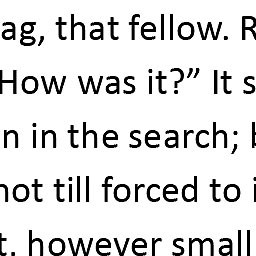 ag, that fellow. R
How was it?” It s
n in the search; b
not till forced to i
t. however small